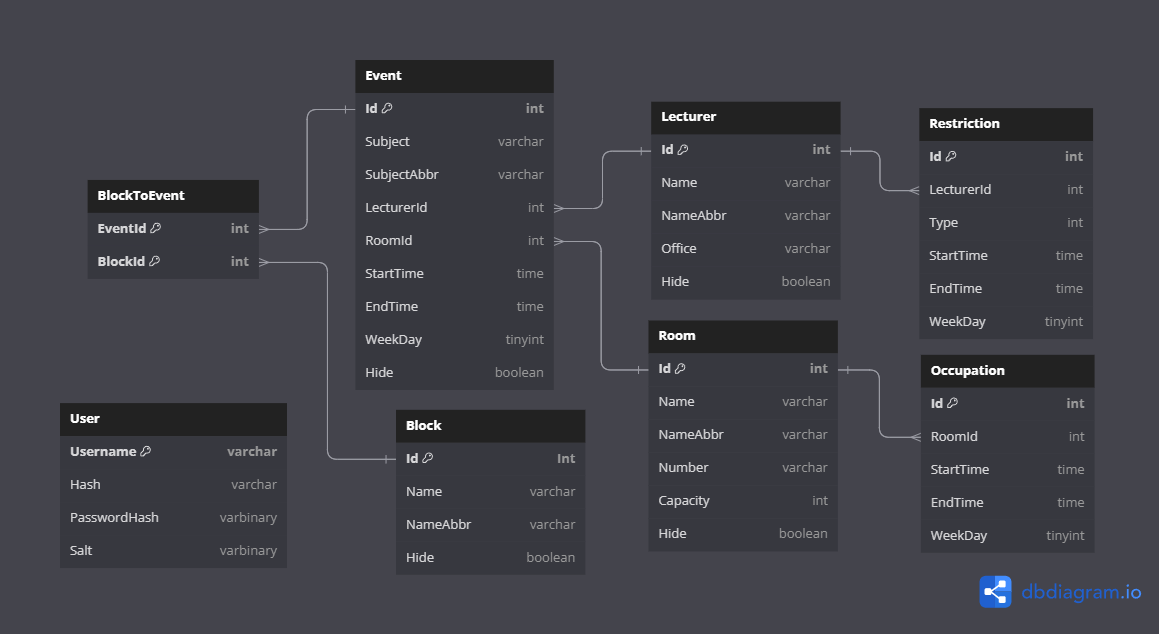 BlockToEvent
EventId int
BlockId int
User
Username varchar
Hash varchar
PasswordHash varbinary
Salt varbinary
Event
Id int
Subject varchar
SubjectAbbr varchar
LecturerId int
RoomId int
StartTime time
EndTime time
WeekDay tinyint
Hide boolean
Block
Id Int
Name varchar
NameAbbr varchar
Hide boolean
Lecturer
Id int
Name varchar
NameAbbr varchar
Office varchar
Hide boolean
Room
Id int
Name varchar
NameAbbr varchar
Number varchar
Capacity int
Hide boolean
Restriction
Id int
LecturerId int
Type int
StartTime time
EndTime time
WeekDay tinyint
Occupation
Id int
RoomId int
StartTime time
EndTime time
WeekDay tinyint
dbdiagram.io